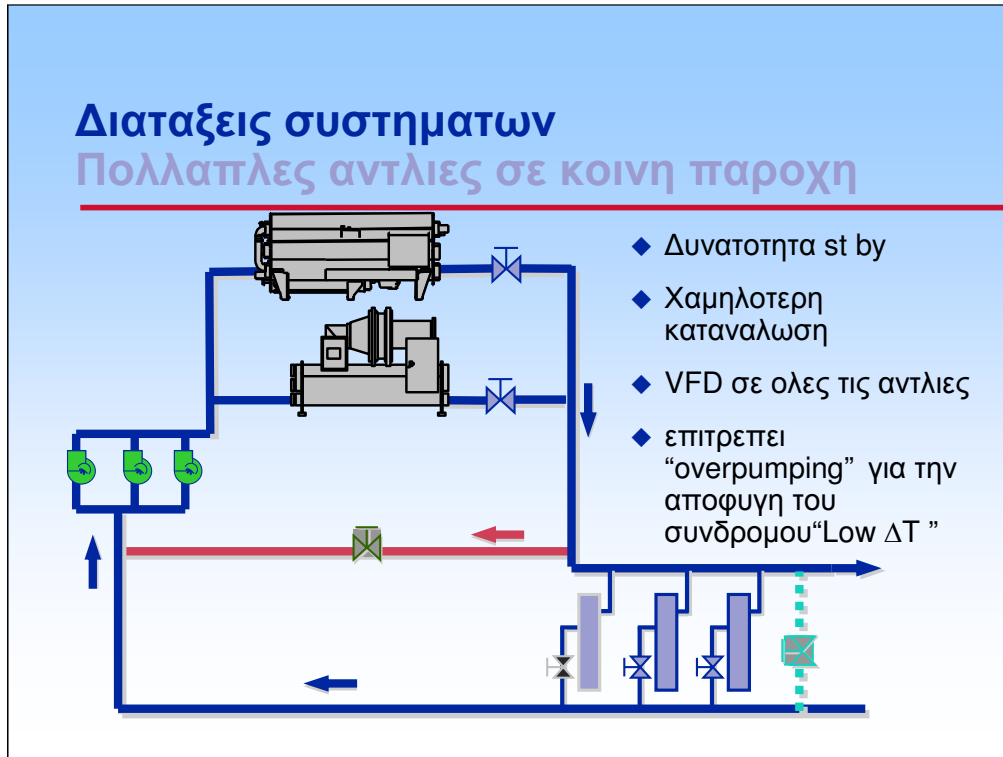 Διαταξεις συστηματων
Πολλαπλες αντλιες σε κοινη παροχη
◆ Δυνατοτητα st by
◆ Χαμηλοτερη
καταναλωση
◆ VFD σε ολες τις αντλιες
◆ επιτρεπει
“overpumping” για την
αποφυγη του
συνδρομου“Low ΔT ”